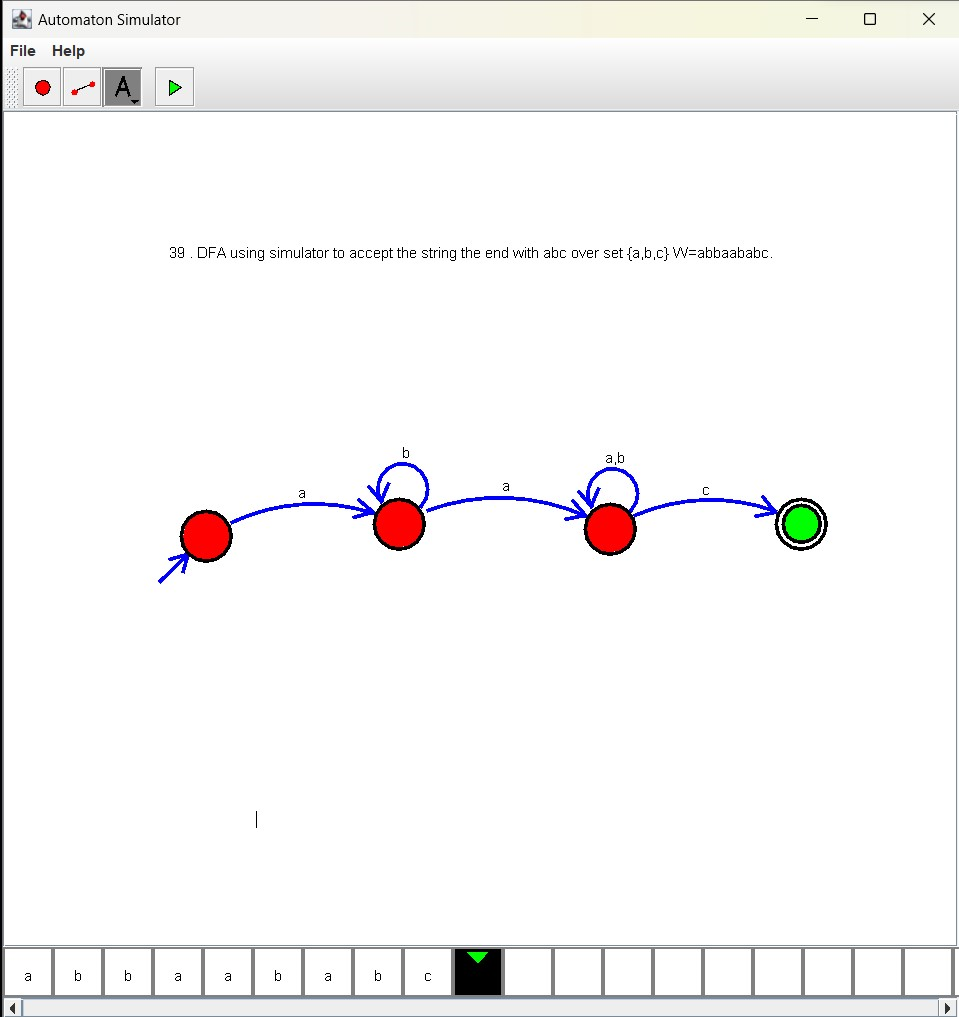 Automaton Simulator
File Help
A
39 . DFA using simulator to accept the string the end with abc over set {a,b,c} W=abbaababc.
b
a,b
a
a
c
a b b a a b a b c